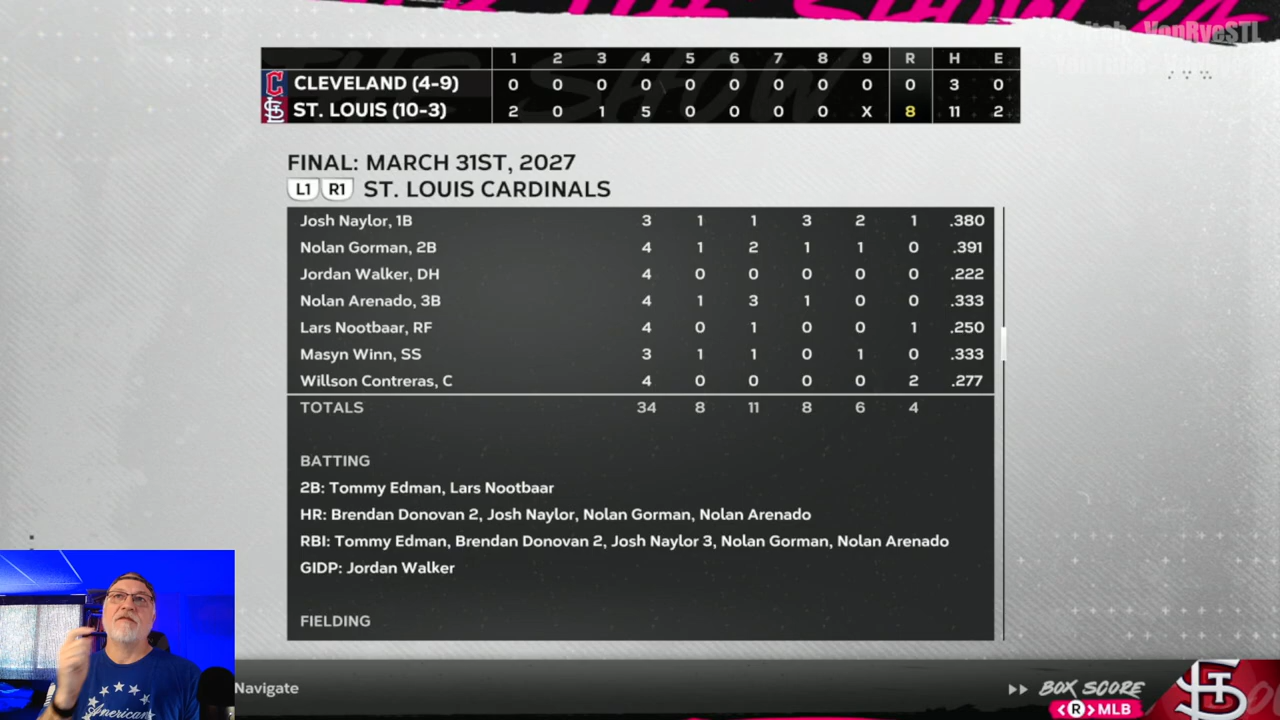 THE SHOW 24
Twitch VonRyeSTL
1 2 3 4 5 6 7 8 9 R H E
CLEVELAND (4-9) 0 0 0 0 0 0 0 0 0 0 3 0
ST. LOUIS (10-3) 2 0 1 5 0 0 0 0 X 8 11 2
FINAL: MARCH 31ST, 2027
L1 R1 ST. LOUIS CARDINALS
Josh Naylor, 1B 3 1 1 3 2 1 .380
Nolan Gorman, 2B 4 1 2 1 1 0 .391
Jordan Walker, DH 4 0 0 0 0 0 .222
Nolan Arenado, 3B 4 1 3 1 0 0 .333
Lars Nootbaar, RF 4 0 1 0 0 1 .250
Masyn Winn, SS 3 1 1 0 1 0 .333
Willson Contreras, C 4 0 0 0 0 2 .277
TOTALS 34 8 11 8 6 4
BATTING
2B: Tommy Edman, Lars Nootbaar
HR: Brendan Donovan 2, Josh Naylor, Nolan Gorman, Nolan Arenado
RBI: Tommy Edman, Brendan Donovan 2, Josh Naylor 3, Nolan Gorman, Nolan Arenado
GIDP: Jordan Walker
FIELDING
American
Navigate
BOX SCORE
R MLB